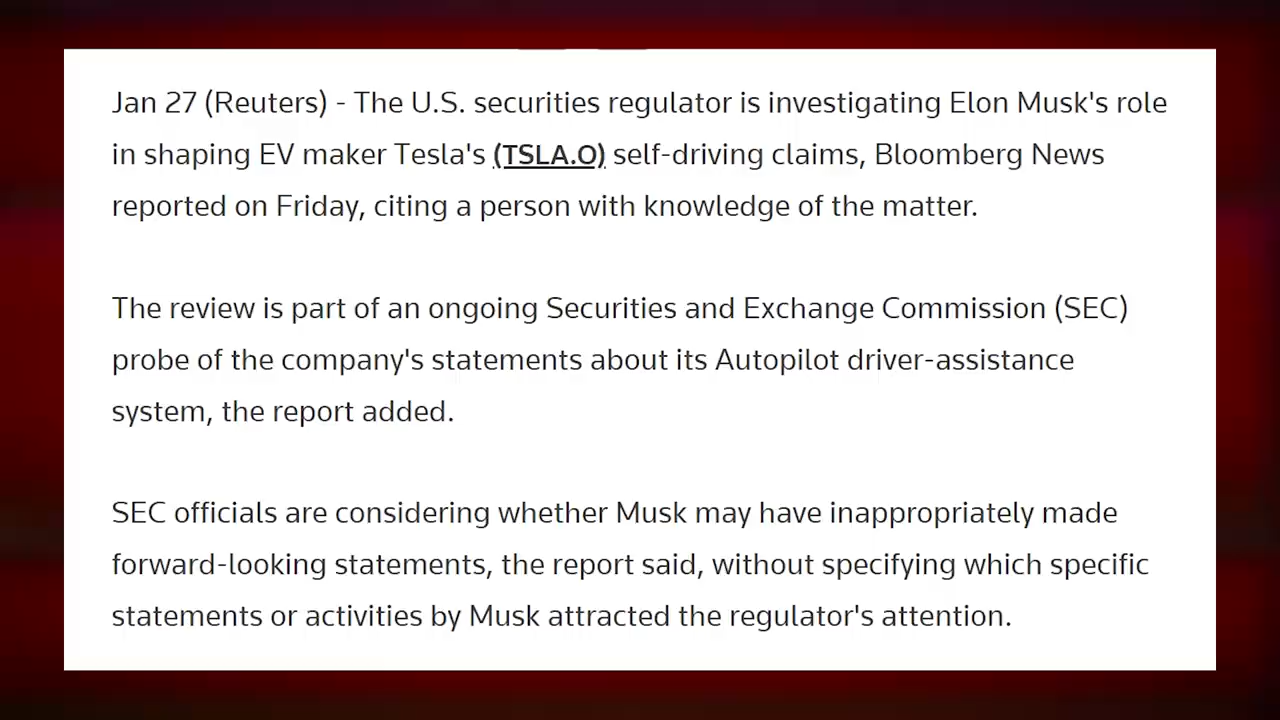 Jan 27 (Reuters) - The U.S. securities regulator is investigating Elon Musk's role
in shaping EV maker Tesla's (TSLA.O) self-driving claims, Bloomberg News
reported on Friday, citing a person with knowledge of the matter.
The review is part of an ongoing Securities and Exchange Commission (SEC)
probe of the company's statements about its Autopilot driver-assistance
system, the report added.
SEC officials are considering whether Musk may have inappropriately made
forward-looking statements, the report said, without specifying which specific
statements or activities by Musk attracted the regulator's attention.